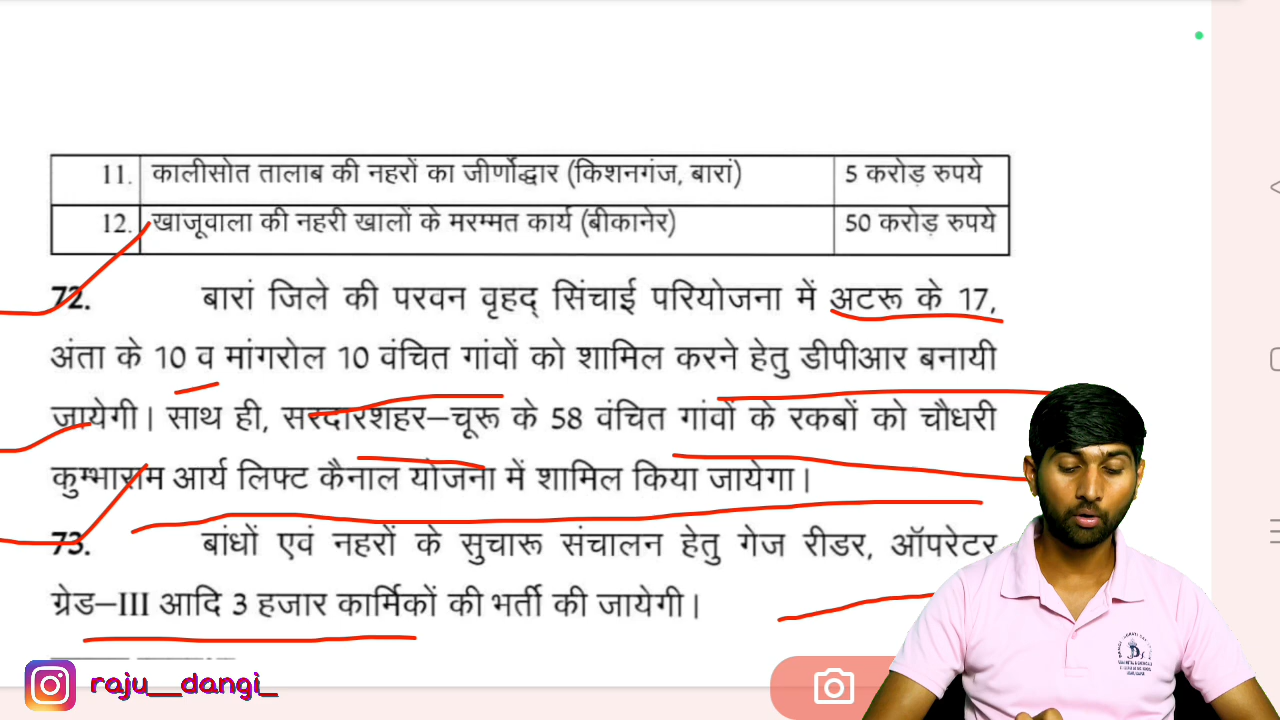 11. कालीसोत तालाब की नहरों का जीर्णोद्धार (किशनगंज, बारां) 5 करोड़ रुपये
12. खाजूवाला की नहरी खालों के मरम्मत कार्य (बीकानेर) 50 करोड़ रुपये
72. बारां जिले की परवन वृहद् सिंचाई परियोजना में अटरू के 17,
अंता के 10 व मांगरोल 10 वंचित गांवों को शामिल करने हेतु डीपीआर बनायी
जायेगी। साथ ही, सरदारशहर–चूरू के 58 वंचित गांवों के रकबों को चौधरी
कुम्भाराम आर्य लिफ्ट कैनाल योजना में शामिल किया जायेगा।
73. बांधों एवं नहरों के सुचारू संचालन हेतु गेज रीडर, ऑपरेटर
ग्रेड–III आदि 3 हजार कार्मिकों की भर्ती की जायेगी।
raju__dangi_